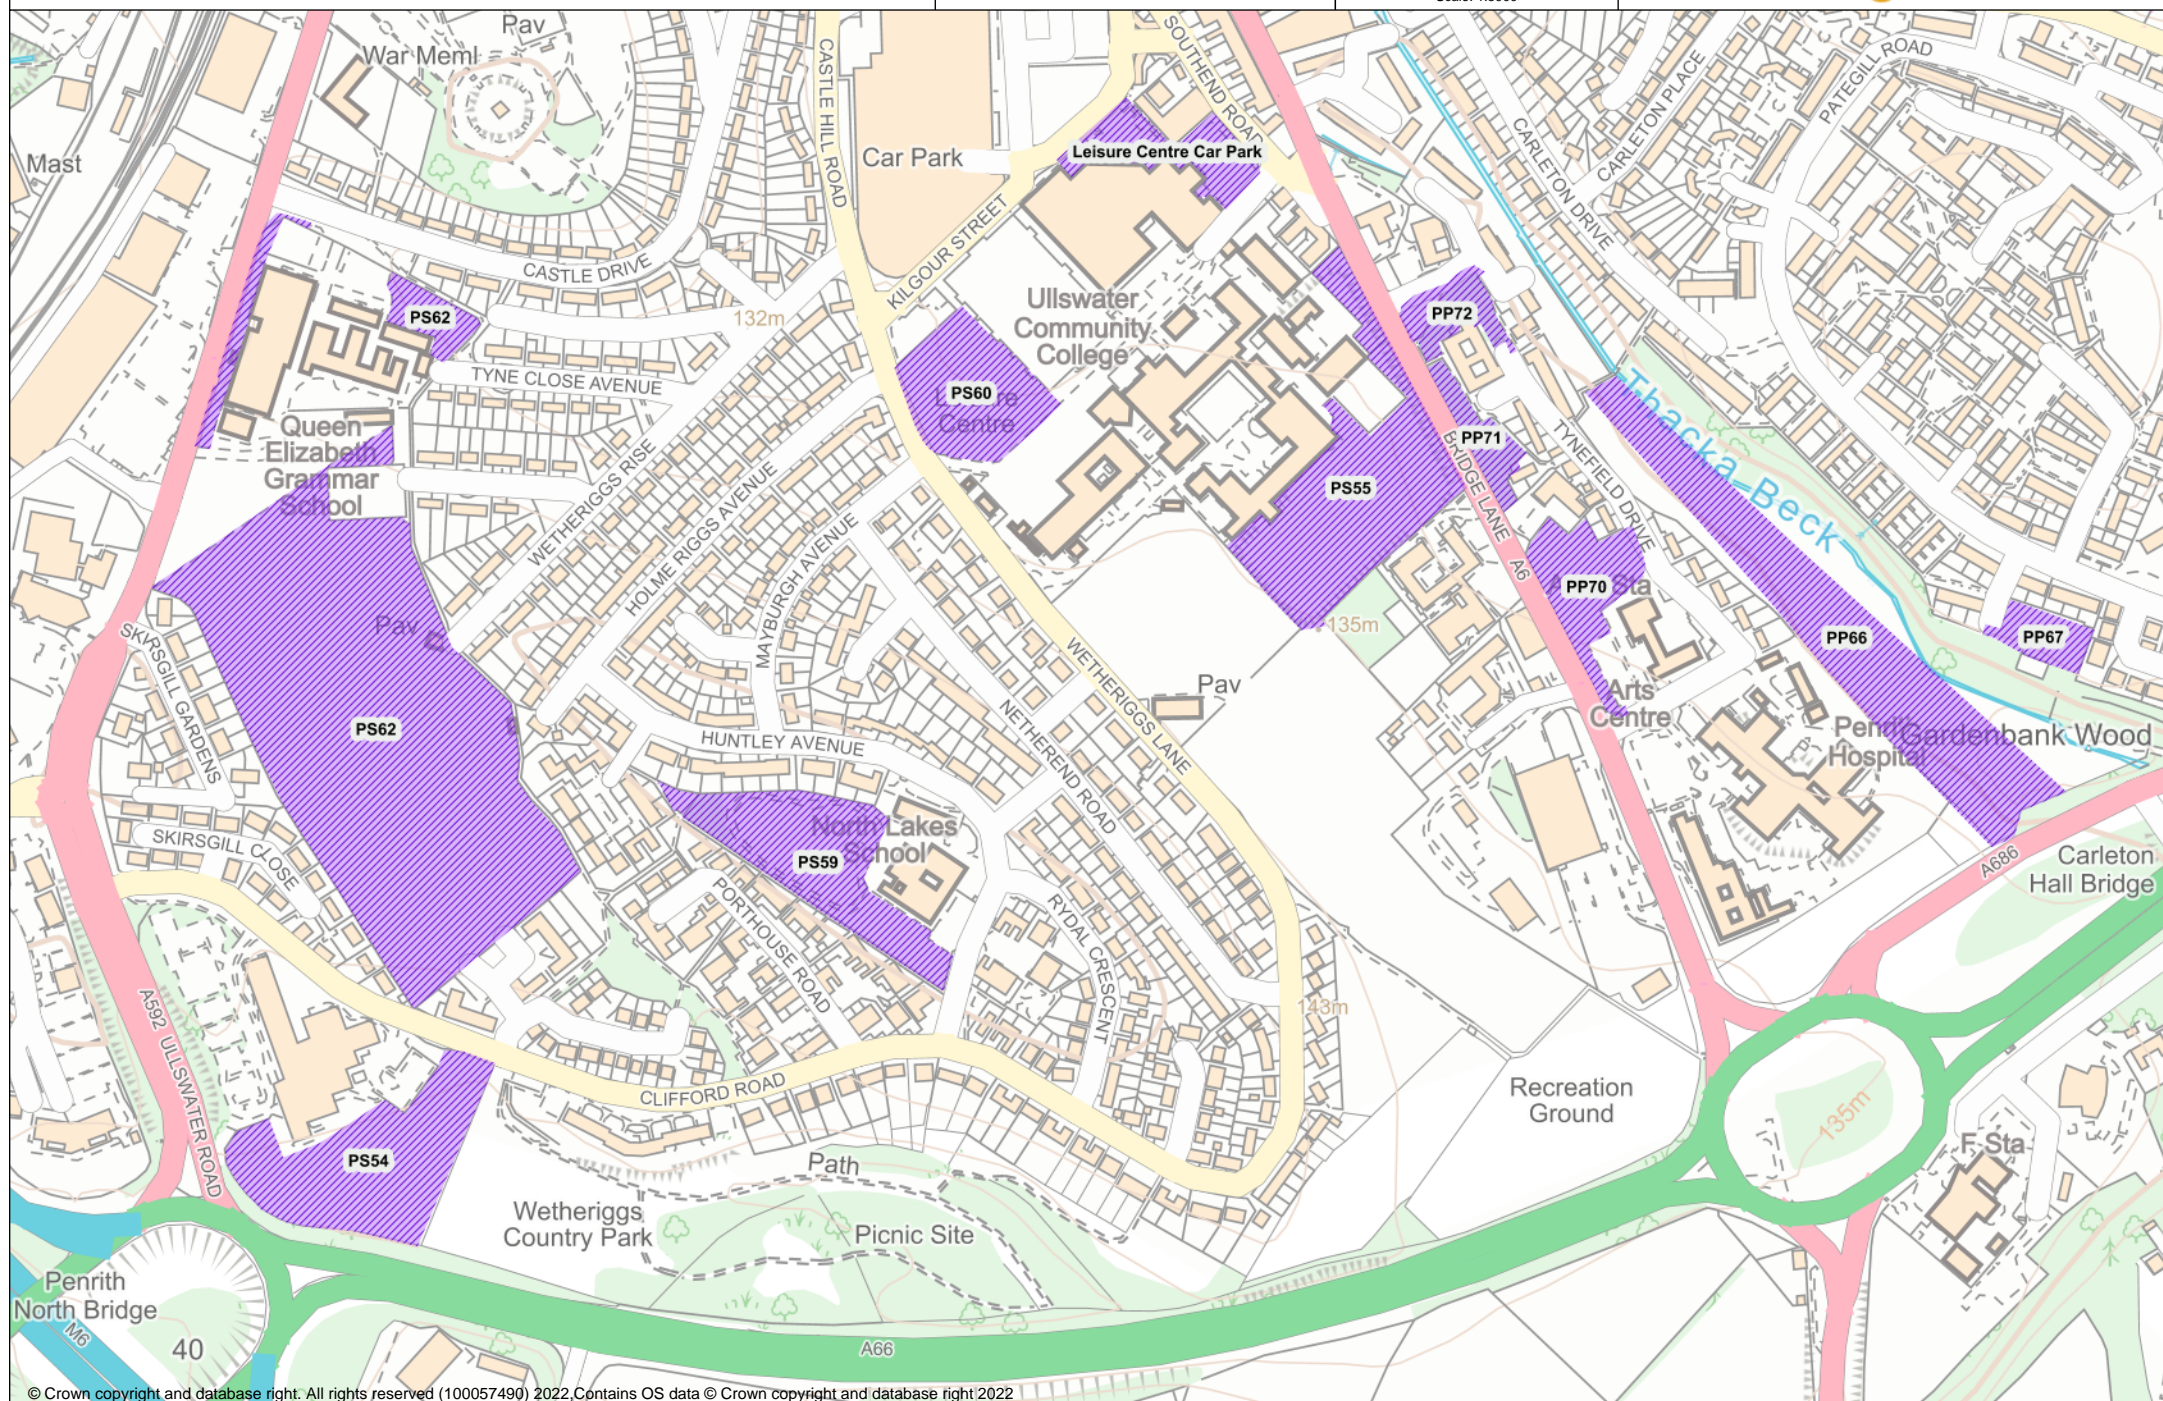 Pav
War Meml
Mast
CASTLE HILL ROAD
Car Park
SOUTHEND ROAD
Leisure Centre Car Park
CARLETON DRIVE
CARLETON PLACE
PATEGILL ROAD
CASTLE DRIVE
132m
KILGOUR STREET
PS62
TYNE CLOSE AVENUE
Ullswater
Community
College
PP72
PS60
Centre
Queen
Elizabeth
Grammar
School
WETHERIGGS RISE
HOLME RIGGS AVENUE
MAYBURGH AVENUE
PS55
PP71
BRIDGE LANE
A6
TYNEFIELD DRIVE
Thacka Beck
PP70
Sta
135m
PP66
PP67
Pav
SKIRSGILL GARDENS
PS62
HUNTLEY AVENUE
NETHEREND ROAD
WETHERIGGS LANE
Pav
Arts
Centre
Hospital
Gardenbank Wood
SKIRSGILL CLOSE
North Lakes
School
PS59
PORTHOUSE ROAD
RYDAL CRESCENT
A686
Carleton
Hall Bridge
A592
ULLSWATER ROAD
143m
CLIFFORD ROAD
Recreation
Ground
135m
F Sta
PS54
Path
Wetheriggs
Country Park
Picnic Site
Penrith
North Bridge
M6
40
A66
© Crown copyright and database right. All rights reserved (100057490) 2022,Contains OS data © Crown copyright and database right 2022